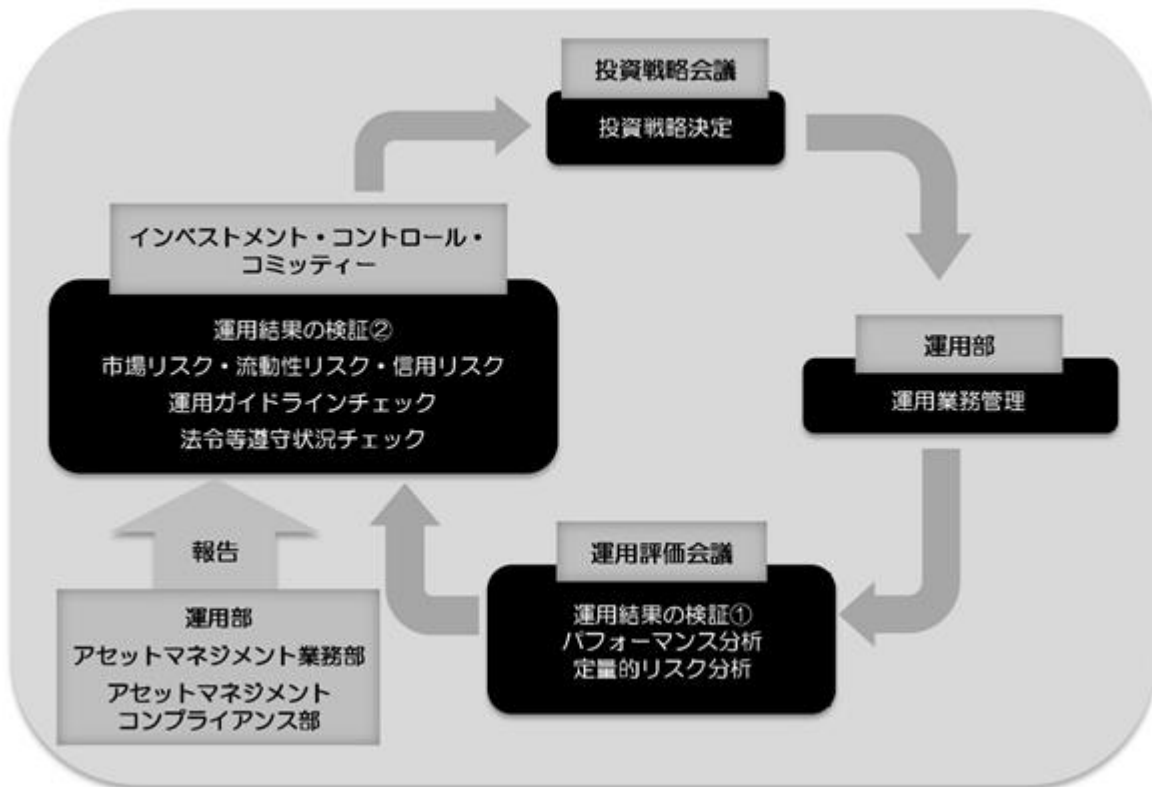 投資戦略会議
投資戦略決定
インベストメント・コントロール・
コミッティー
運用結果の検証②
市場リスク・流動性リスク・信用リスク
運用ガイドラインチェック
法令等遵守状況チェック
運用部
運用業務管理
運用評価会議
運用結果の検証①
パフォーマンス分析
定量的リスク分析
報告
運用部
アセットマネジメント業務部
アセットマネジメント
コンプライアンス部